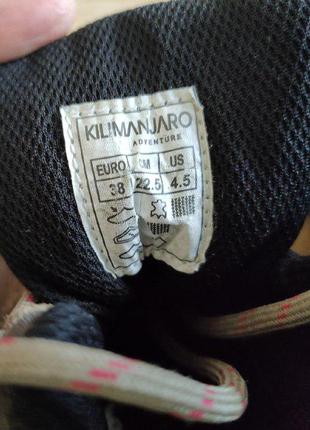 KILIMANJARO
ADVENTURE
EURO CM US
38 22.5 4.5